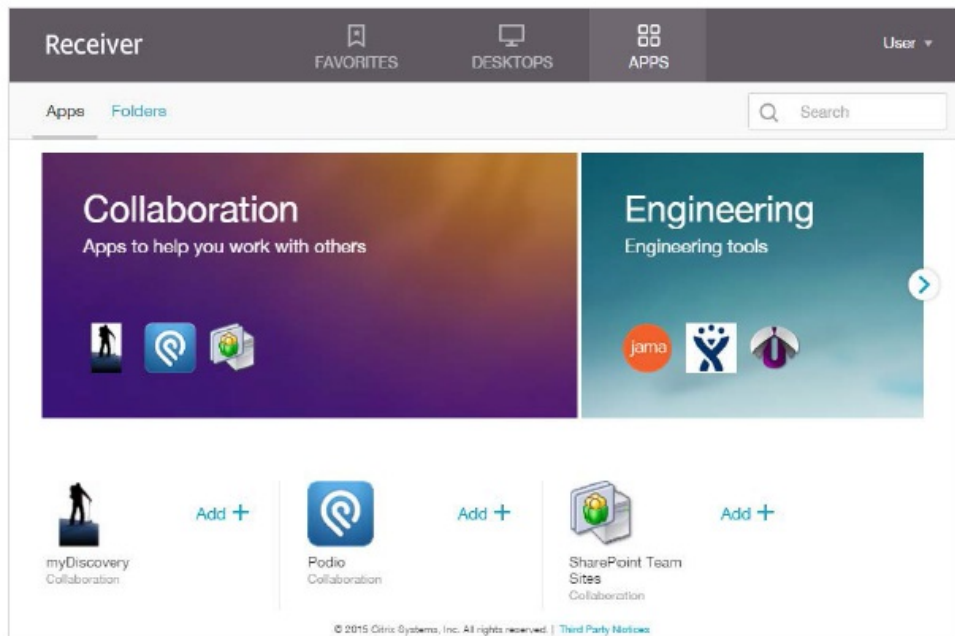 Receiver
FAVORITES
DESKTOPS
APPS
User
Apps
Folders
Search
Collaboration
Apps to help you work with others
Engineering
Engineering tools
jama
Add +
Add +
Add +
myDiscovery
Collaboration
Podio
Collaboration
SharePoint Team
Sites
Collaboration
© 2015 Citrix Systems, Inc. All rights reserved. | Third Party Notices